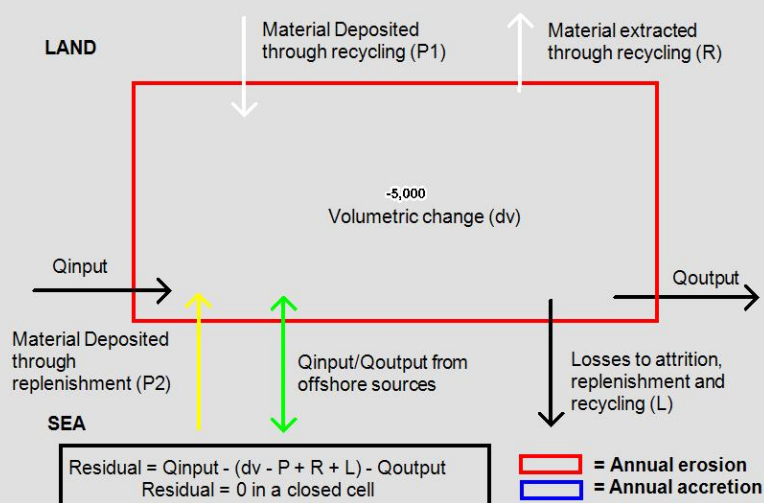 LAND
Material Deposited
through recycling (P1)
Material extracted
through recycling (R)
-5,000
Volumetric change (dv)
Qinput
Qoutput
Material Deposited
through
replenishment (P2)
Qinput/Qoutput from
offshore sources
Losses to attrition,
replenishment and
recycling (L)
SEA
Residual = Qinput - (dv - P + R + L) - Qoutput
Residual = 0 in a closed cell
= Annual erosion
= Annual accretion